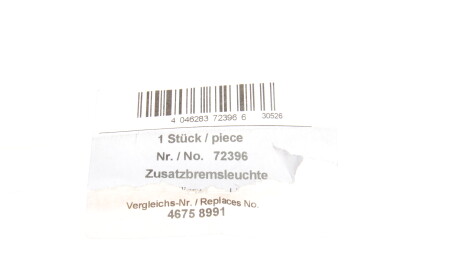 4 046283 72396 6 30526
1 Stück / piece
Nr. / No. 72396
Zusatzbremsleuchte
Vergleichs-Nr. / Replaces No.
4675 8991